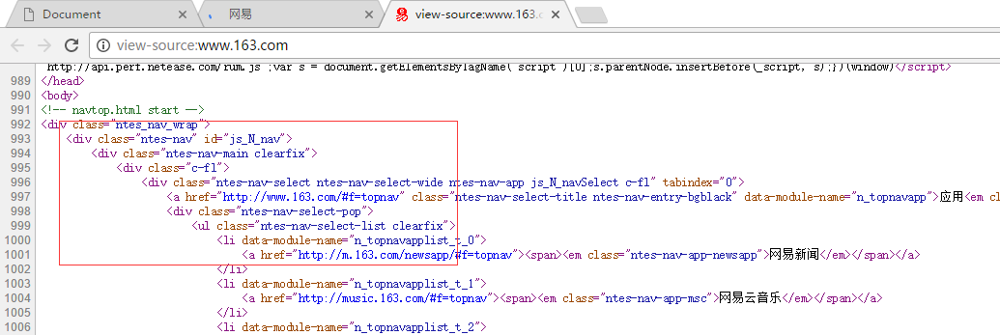 Document
网易
view-source:www.163.c
view-source:www.163.com
http://api.perf.netease.com/rum.js ;var s = document.getElementsByTagName( script )[0];s.parentNode.insertBefore(_script, s);})(window)</script>
989 </head>
990 <body>
991 <!-- navtop.html start -->
992 <div class="ntes_nav_wrap">
993 <div class="ntes-nav" id="js_N_nav">
994 <div class="ntes-nav-main clearfix">
995 <div class="c-fl">
996 <div class="ntes-nav-select ntes-nav-select-wide ntes-nav-app js_N_navSelect c-fl" tabindex="0">
997 <a href="http://www.163.com/#f=topnav" class="ntes-nav-select-title ntes-nav-entry-bgblack" data-module-name="n_topnavapp">应用<em c
998 <div class="ntes-nav-select-pop">
999 <ul class="ntes-nav-select-list clearfix">
1000 <li data-module-name="n_topnavapplist_t_0">
1001 <a href="http://m.163.com/newsapp/#f=topnav"><span><em class="ntes-nav-app-newsapp">网易新闻</em></span></a>
1002 </li>
1003 <li data-module-name="n_topnavapplist_t_1">
1004 <a href="http://music.163.com/#f=topnav"><span><em class="ntes-nav-app-msc">网易云音乐</em></span></a>
1005 </li>
1006 <li data-module-name="n_topnavapplist_t_2">